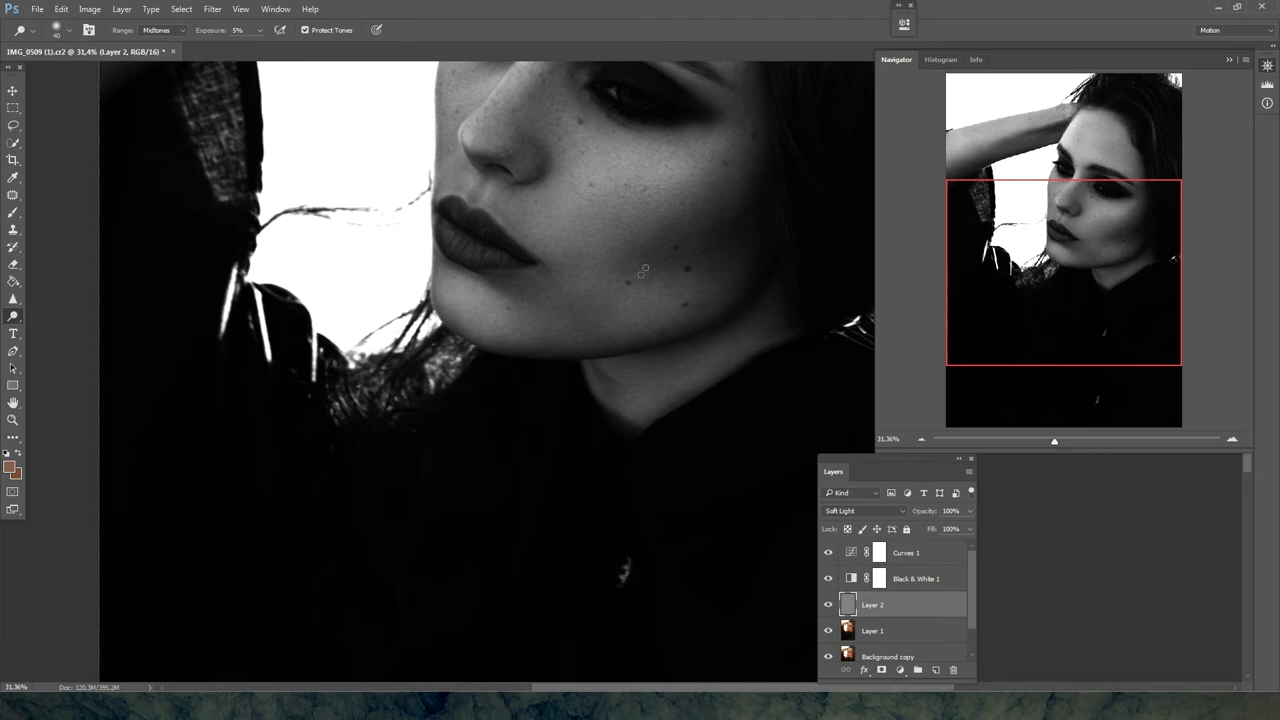 Ps File Edit Image Layer Type Select Filter 3D View Window Help
40 Range: Midtones Exposure: 5% Protect Tones Motion
IMG_0509 (1).cr2 @ 31,4% (Layer 2, RGB/16) *
Navigator Histogram Info
31,36%
Layers
Kind
Soft Light Opacity: 100%
Lock: Fill: 100%
Curves 1
Black & White 1
Layer 2
Layer 1
Background copy
fx
31,36% Doc: 120,3M/395,2M